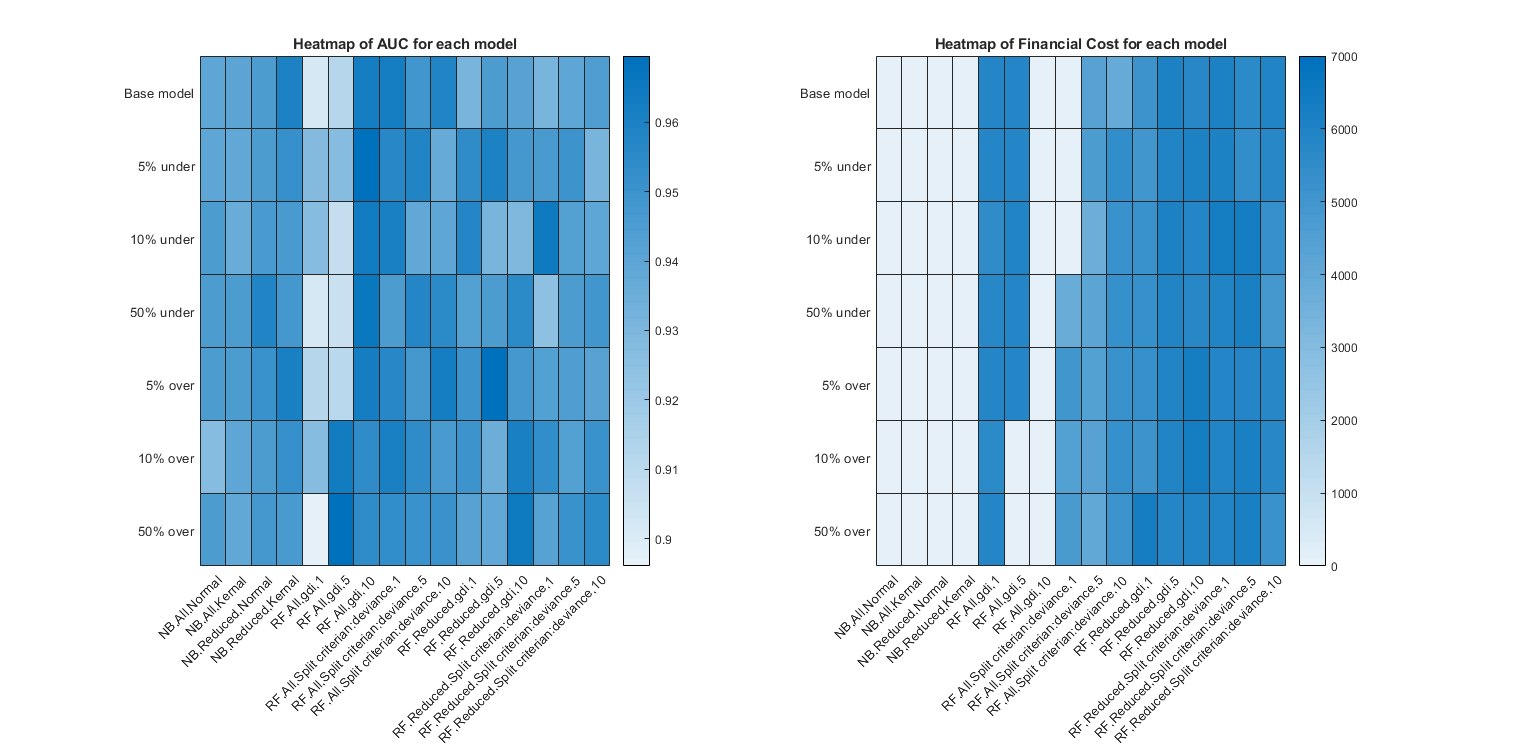 Heatmap of AUC for each model
Base model
5% under
10% under
50% under
5% over
10% over
50% over
NB,All,Normal
NB,All,Kernal
NB,Reduced,Normal
NB,Reduced,Kernal
RF,All,gdi,1
RF,All,gdi,5
RF,All,gdi,10
RF,All,Split criterian:deviance,1
RF,All,Split criterian:deviance,5
RF,All,Split criterian:deviance,10
RF,Reduced,gdi,1
RF,Reduced,gdi,5
RF,Reduced,gdi,10
RF,Reduced,Split criterian:deviance,1
RF,Reduced,Split criterian:deviance,5
RF,Reduced,Split criterian:deviance,10
0.96
0.95
0.94
0.93
0.92
0.91
0.9
Heatmap of Financial Cost for each model
Base model
5% under
10% under
50% under
5% over
10% over
50% over
NB,All,Normal
NB,All,Kernal
NB,Reduced,Normal
NB,Reduced,Kernal
RF,All,gdi,1
RF,All,gdi,5
RF,All,gdi,10
RF,All,Split criterian:deviance,1
RF,All,Split criterian:deviance,5
RF,All,Split criterian:deviance,10
RF,Reduced,gdi,1
RF,Reduced,gdi,5
RF,Reduced,gdi,10
RF,Reduced,Split criterian:deviance,1
RF,Reduced,Split criterian:deviance,5
RF,Reduced,Split criterian:deviance,10
7000
6000
5000
4000
3000
2000
1000
0